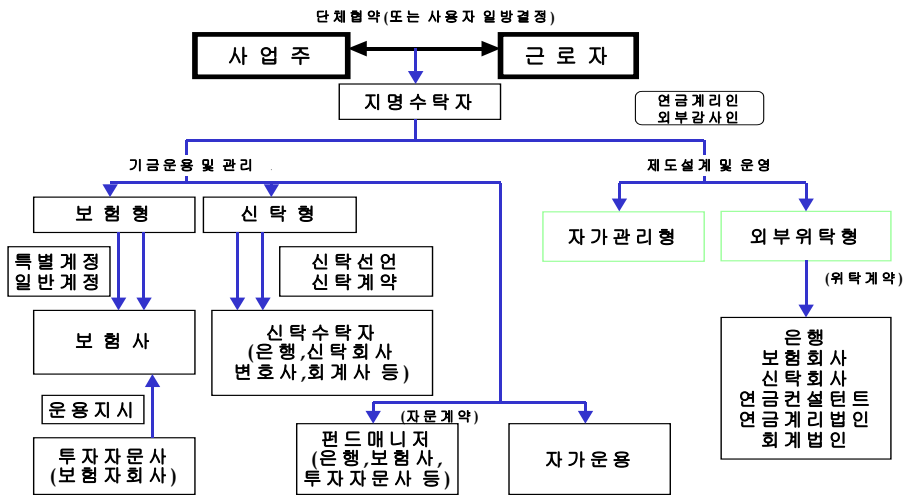 단체협약(또는 사용자 일방결정)
사업주
근로자
지명수탁자
연금계리인
외부감사인
기금운용 및 관리
제도설계 및 운영
보험형
신탁형
자가관리형
외부위탁형
특별계정
일반계정
신탁선언
신탁계약
(위탁계약)
보험사
신탁수탁자
(은행,신탁회사
변호사,회계사 등)
은행
보험회사
신탁회사
연금컨설턴트
연금계리법인
회계법인
운용지시
(자문계약)
투자자문사
(보험자회사)
펀드매니저
(은행,보험사,
투자자문사 등)
자가운용